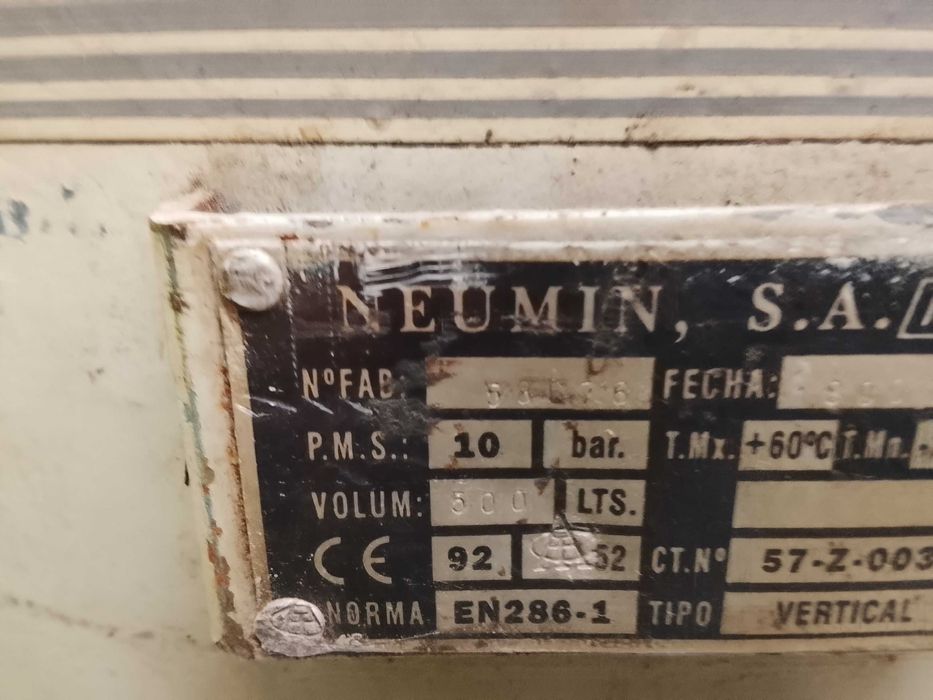 NEUMIN, S.A.
NºFAB: FECHA:
P.M.S.: 10 bar. T.Mx. +60ºC T.Mn.
VOLUM: 500 LTS.
CE 92 52 CT.Nº 57-Z-003
NORMA EN286-1 TIPO VERTICAL